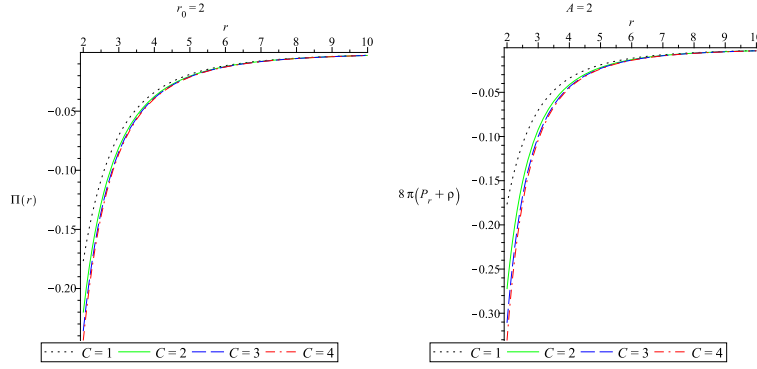 r₀ = 2
r
2 3 4 5 6 7 8 9 10
−0.05
−0.10
−0.15
−0.20
Π(r)
C = 1 C = 2 C = 3 C = 4
A = 2
r
2 3 4 5 6 7 8 9 10
−0.05
−0.10
−0.15
−0.20
−0.25
−0.30
8 π(Pᵣ + ρ)
C = 1 C = 2 C = 3 C = 4